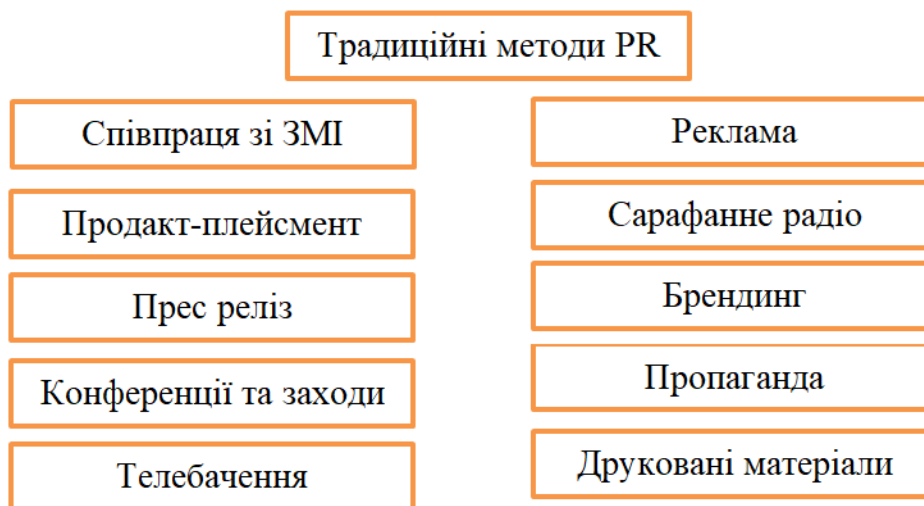 Традиційні методи PR
Співпраця зі ЗМІ
Продакт-плейсмент
Прес реліз
Конференції та заходи
Телебачення
Реклама
Сарафанне радіо
Брендинг
Пропаганда
Друковані матеріали